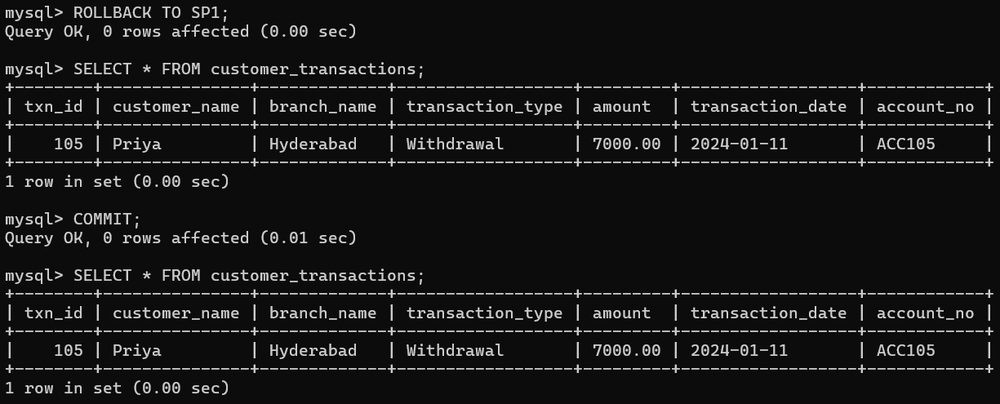 mysql> ROLLBACK TO SP1;
Query OK, 0 rows affected (0.00 sec)

mysql> SELECT * FROM customer_transactions;
+--------+---------------+-------------+------------------+---------+------------------+------------+
| txn_id | customer_name | branch_name | transaction_type | amount  | transaction_date | account_no |
+--------+---------------+-------------+------------------+---------+------------------+------------+
|    105 | Priya         | Hyderabad   | Withdrawal       | 7000.00 | 2024-01-11       | ACC105     |
+--------+---------------+-------------+------------------+---------+------------------+------------+
1 row in set (0.00 sec)

mysql> COMMIT;
Query OK, 0 rows affected (0.01 sec)

mysql> SELECT * FROM customer_transactions;
+--------+---------------+-------------+------------------+---------+------------------+------------+
| txn_id | customer_name | branch_name | transaction_type | amount  | transaction_date | account_no |
+--------+---------------+-------------+------------------+---------+------------------+------------+
|    105 | Priya         | Hyderabad   | Withdrawal       | 7000.00 | 2024-01-11       | ACC105     |
+--------+---------------+-------------+------------------+---------+------------------+------------+
1 row in set (0.00 sec)